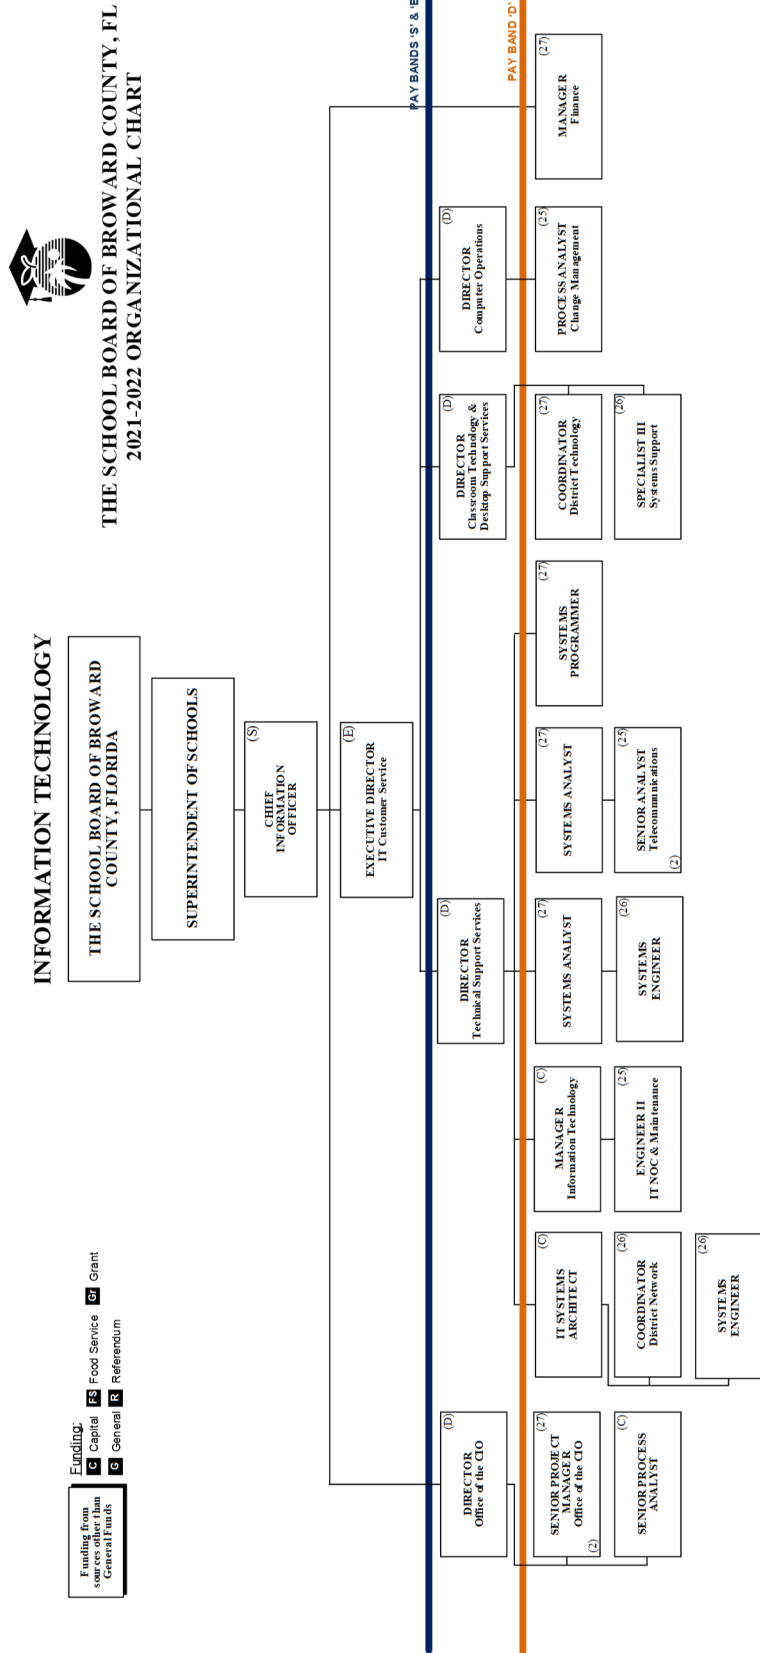 THE SCHOOL BOARD OF BROWARD COUNTY, FL
2021-2022 ORGANIZATIONAL CHART
INFORMATION TECHNOLOGY
Funding from
sources other than
General Funds
Funding:
C Capital FS Food Service Gr Grant
G General R Referendum
THE SCHOOL BOARD OF BROWARD
COUNTY, FLORIDA
SUPERINTENDENT OF SCHOOLS
(S)
CHIEF
INFORMATION
OFFICER
(E)
EXECUTIVE DIRECTOR
IT Customer Service
PAY BANDS 'S' & 'E
(D)
DIRECTOR
Office of the CIO
(D)
DIRECTOR
Technical Support Services
(D)
DIRECTOR
Classroom Technology &
Desktop Support Services
(D)
DIRECTOR
Computer Operations
PAY BAND 'D'
(27)
SENIOR PROJECT
MANAGER
Office of the CIO
(2)
(C)
IT SYSTEMS
ARCHITECT
(C)
MANAGER
Information Technology
(27)
SYSTEMS ANALYST
(27)
SYSTEMS ANALYST
(27)
SYSTEMS
PROGRAMMER
(27)
COORDINATOR
District Technology
(25)
PROCESS ANALYST
Change Management
(27)
MANAGER
Finance
(C)
SENIOR PROCESS
ANALYST
(26)
COORDINATOR
District Network
(25)
ENGINEER II
IT NOC & Maintenance
(26)
SYSTEMS
ENGINEER
(25)
SENIOR ANALYST
Telecommunications
(2)
(26)
SPECIALIST III
Systems Support
(26)
SYSTEMS
ENGINEER